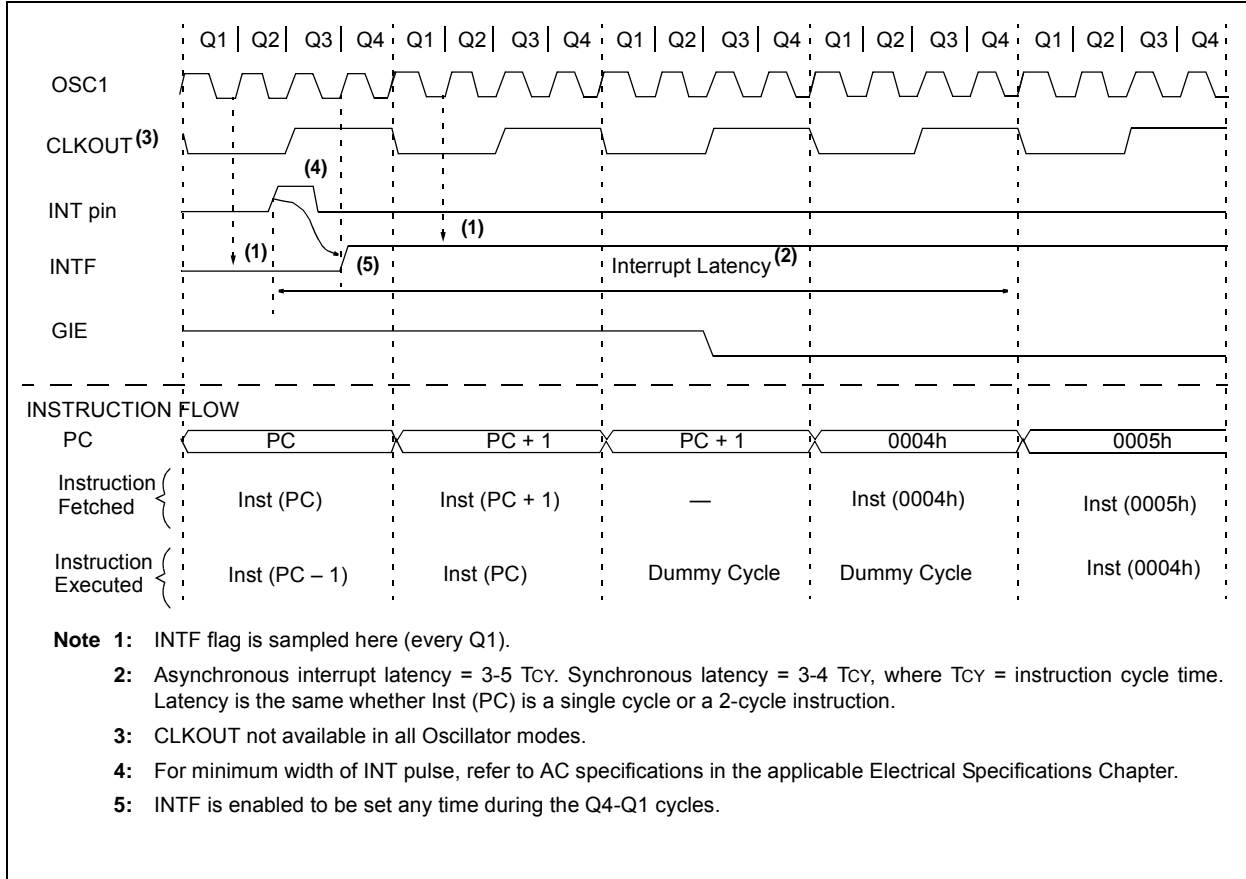 Q1 Q2 Q3 Q4 Q1 Q2 Q3 Q4 Q1 Q2 Q3 Q4 Q1 Q2 Q3 Q4 Q1 Q2 Q3 Q4
OSC1
CLKOUT (3)
(4)
INT pin
(1)
(1)
INTF
(5)
Interrupt Latency (2)
GIE
INSTRUCTION FLOW
PC PC PC + 1 PC + 1 0004h 0005h
Instruction
Fetched
Inst (PC) Inst (PC + 1) — Inst (0004h) Inst (0005h)
Instruction
Executed
Inst (PC – 1) Inst (PC) Dummy Cycle Dummy Cycle Inst (0004h)
Note 1: INTF flag is sampled here (every Q1).
2: Asynchronous interrupt latency = 3-5 TCY. Synchronous latency = 3-4 TCY, where TCY = instruction cycle time.
Latency is the same whether Inst (PC) is a single cycle or a 2-cycle instruction.
3: CLKOUT not available in all Oscillator modes.
4: For minimum width of INT pulse, refer to AC specifications in the applicable Electrical Specifications Chapter.
5: INTF is enabled to be set any time during the Q4-Q1 cycles.